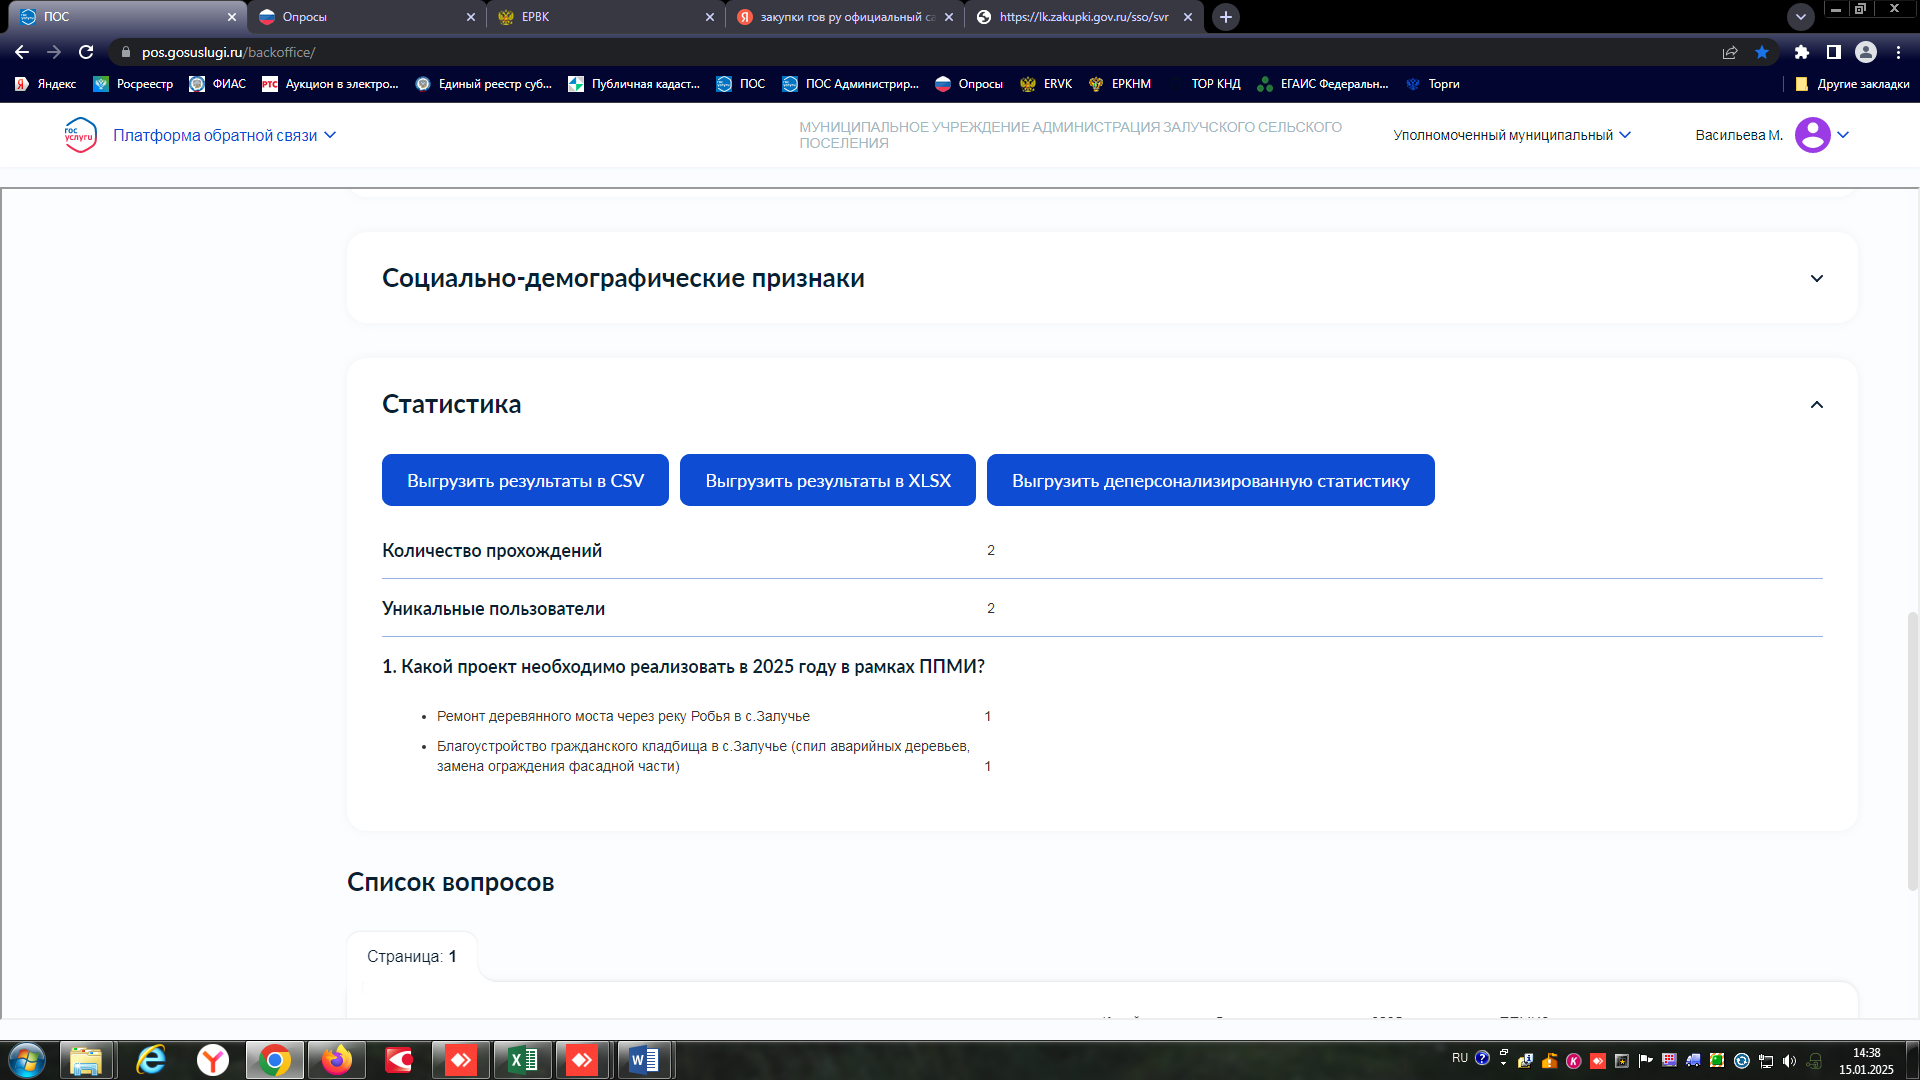 ПОС
Опросы
ЕРВК
закупки гов ру официальный са
https://lk.zakupki.gov.ru/sso/svr
pos.gosuslugi.ru/backoffice/
Яндекс
Росреестр
ФИАС
РТС Аукцион в электро...
Единый реестр суб...
Публичная кадаст...
ПОС
ПОС Администрир...
Опросы
ERVK
ЕРКНМ
ТОР КНД
ЕГАИС Федеральн...
Торги
Другие закладки
гос услуги
Платформа обратной связи
МУНИЦИПАЛЬНОЕ УЧРЕЖДЕНИЕ АДМИНИСТРАЦИЯ ЗАЛУЧСКОГО СЕЛЬСКОГО
ПОСЕЛЕНИЯ
Уполномоченный муниципальный
Васильева М.
Социально-демографические признаки
Статистика
Выгрузить результаты в CSV
Выгрузить результаты в XLSX
Выгрузить деперсонализированную статистику
Количество прохождений 2
Уникальные пользователи 2
1. Какой проект необходимо реализовать в 2025 году в рамках ППМИ?
• Ремонт деревянного моста через реку Робья в с.Залучье 1
• Благоустройство гражданского кладбища в с.Залучье (спил аварийных деревьев,
замена ограждения фасадной части) 1
Список вопросов
Страница: 1
RU
14:38
15.01.2025